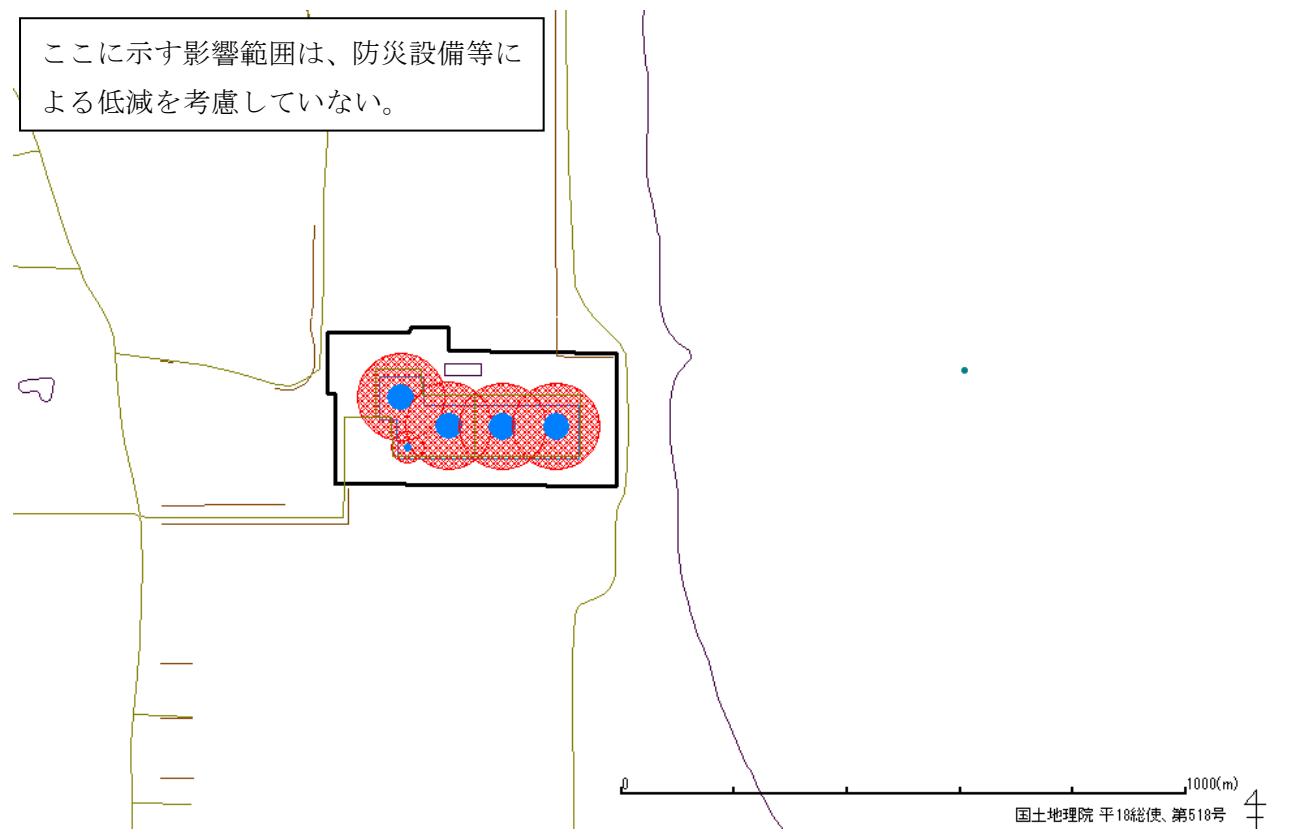 ここに示す影響範囲は、防災設備等に
よる低減を考慮していない。
0 1000(m)
国土地理院 平18総使、第518号